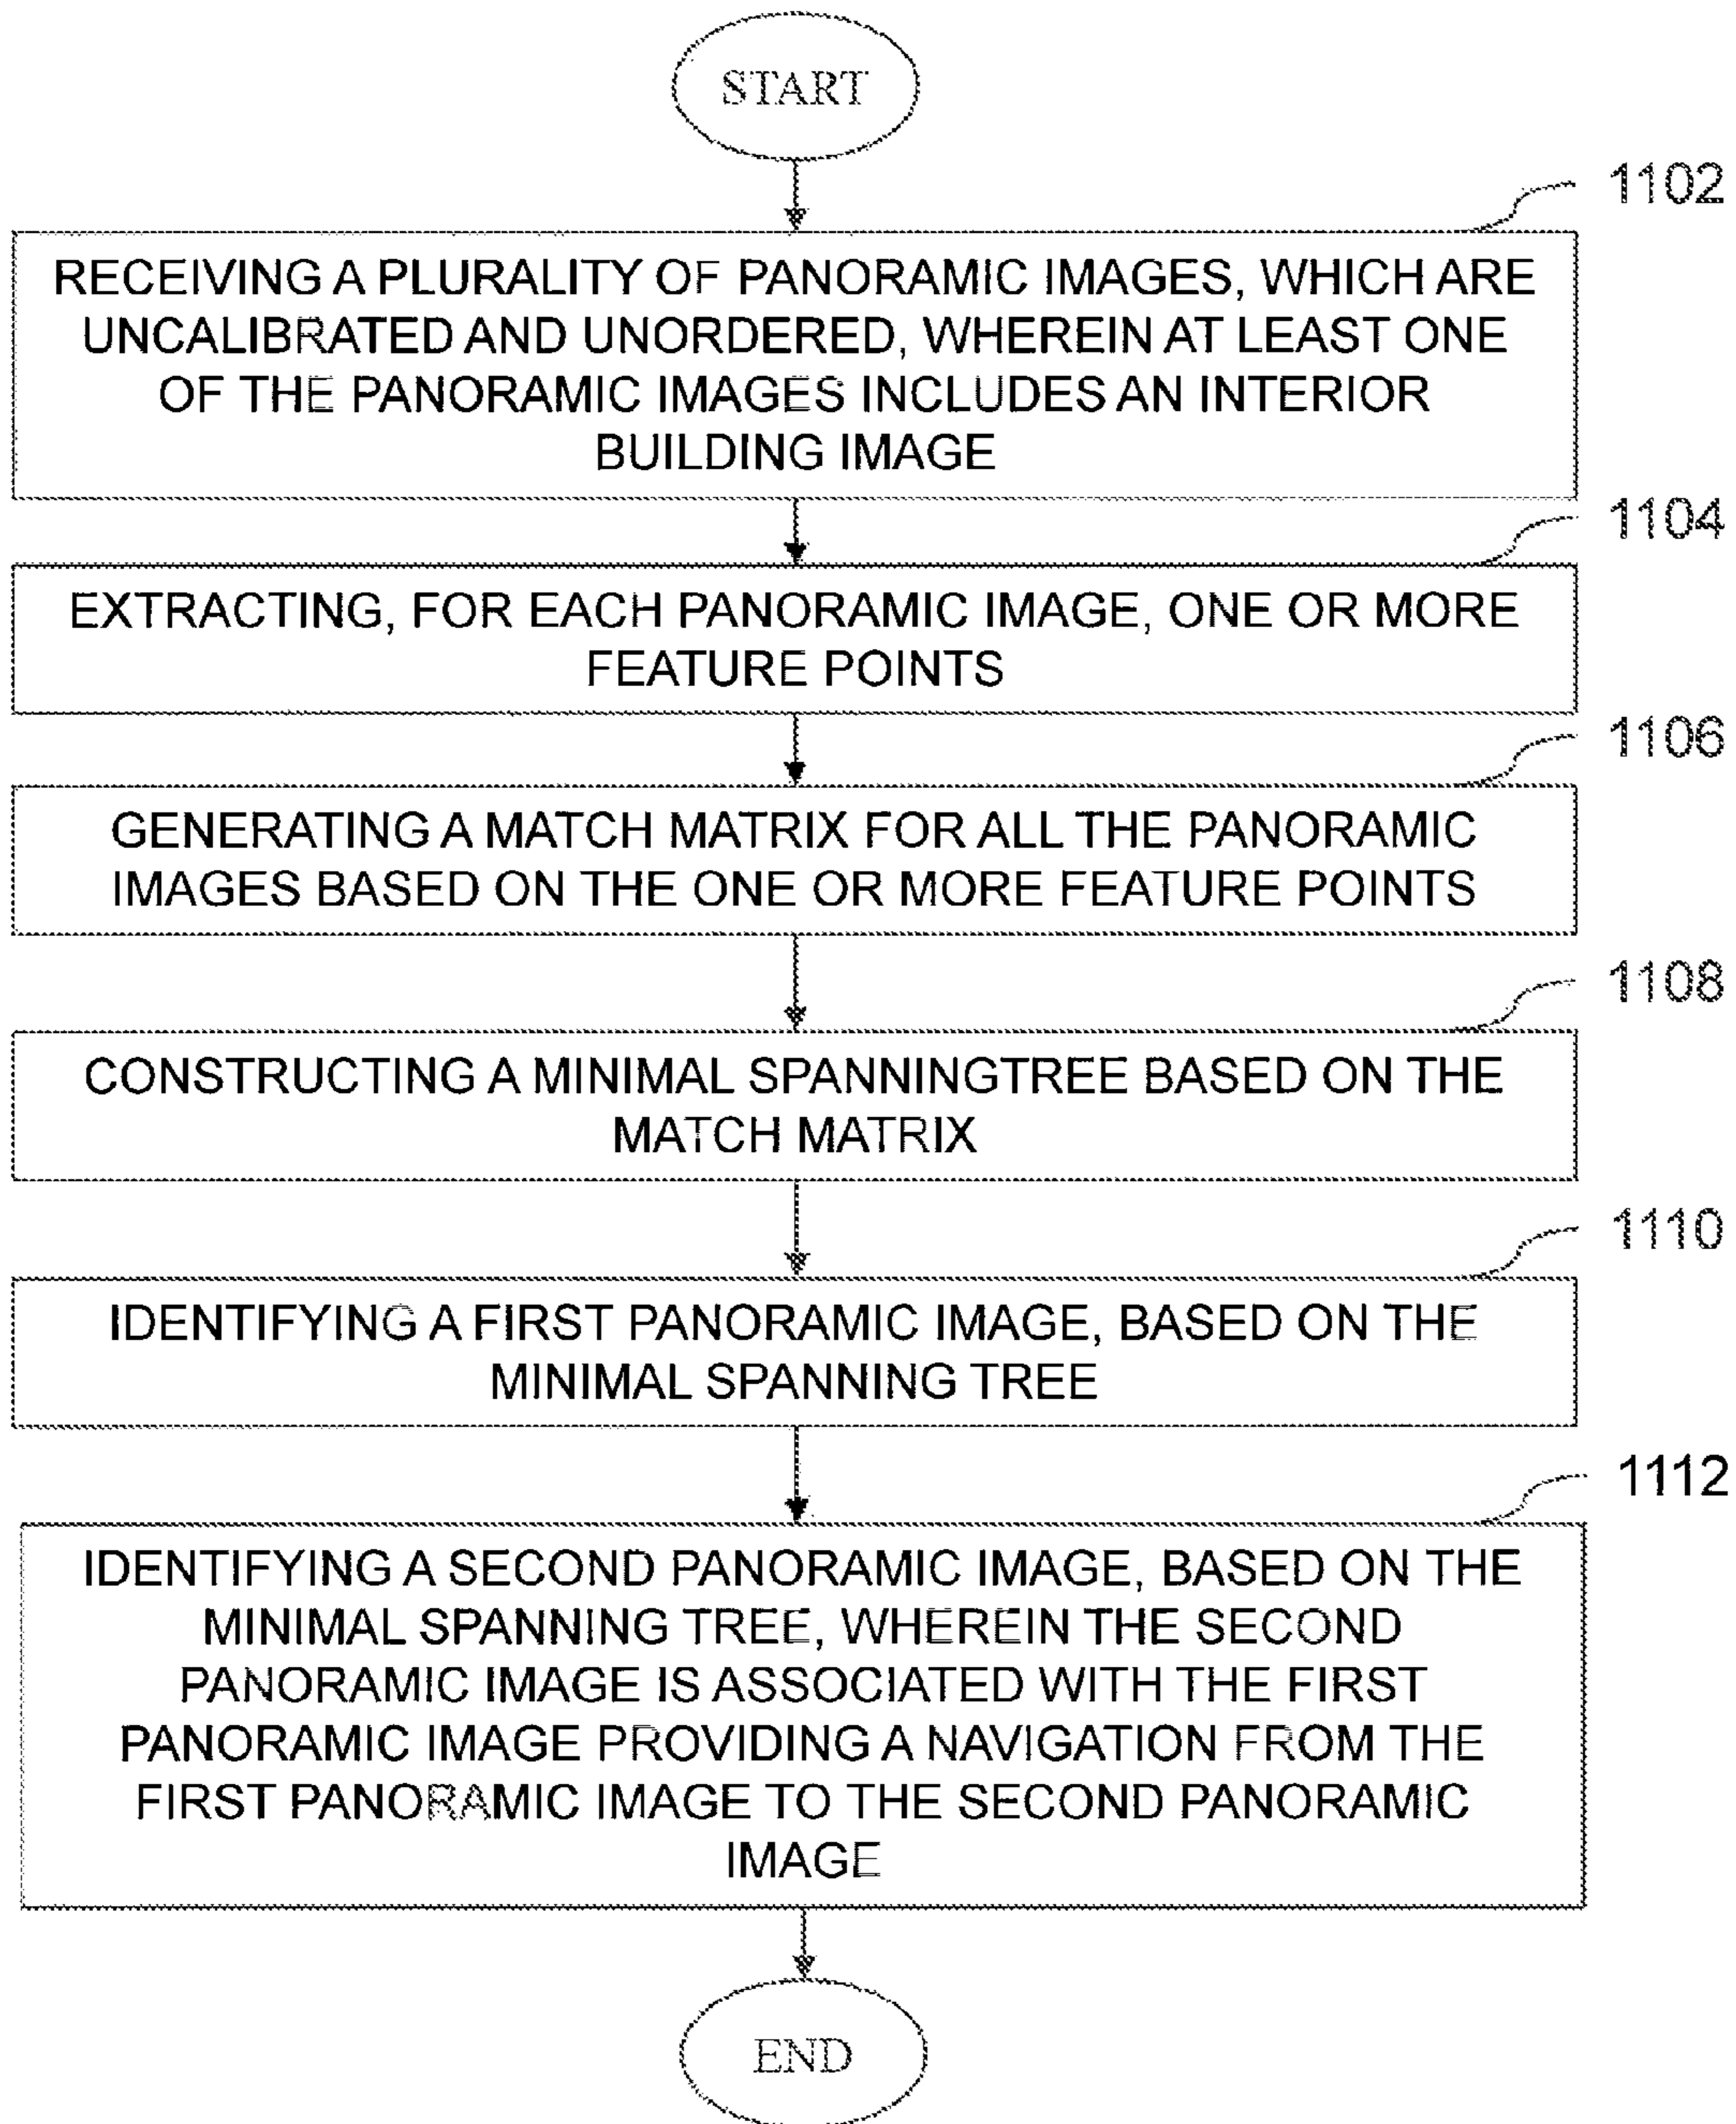 START
1102
RECEIVING A PLURALITY OF PANORAMIC IMAGES, WHICH ARE
UNCALIBRATED AND UNORDERED, WHEREIN AT LEAST ONE
OF THE PANORAMIC IMAGES INCLUDES AN INTERIOR
BUILDING IMAGE
1104
EXTRACTING, FOR EACH PANORAMIC IMAGE, ONE OR MORE
FEATURE POINTS
1106
GENERATING A MATCH MATRIX FOR ALL THE PANORAMIC
IMAGES BASED ON THE ONE OR MORE FEATURE POINTS
1108
CONSTRUCTING A MINIMAL SPANNINGTREE BASED ON THE
MATCH MATRIX
1110
IDENTIFYING A FIRST PANORAMIC IMAGE, BASED ON THE
MINIMAL SPANNING TREE
1112
IDENTIFYING A SECOND PANORAMIC IMAGE, BASED ON THE
MINIMAL SPANNING TREE, WHEREIN THE SECOND
PANORAMIC IMAGE IS ASSOCIATED WITH THE FIRST
PANORAMIC IMAGE PROVIDING A NAVIGATION FROM THE
FIRST PANORAMIC IMAGE TO THE SECOND PANORAMIC
IMAGE
END